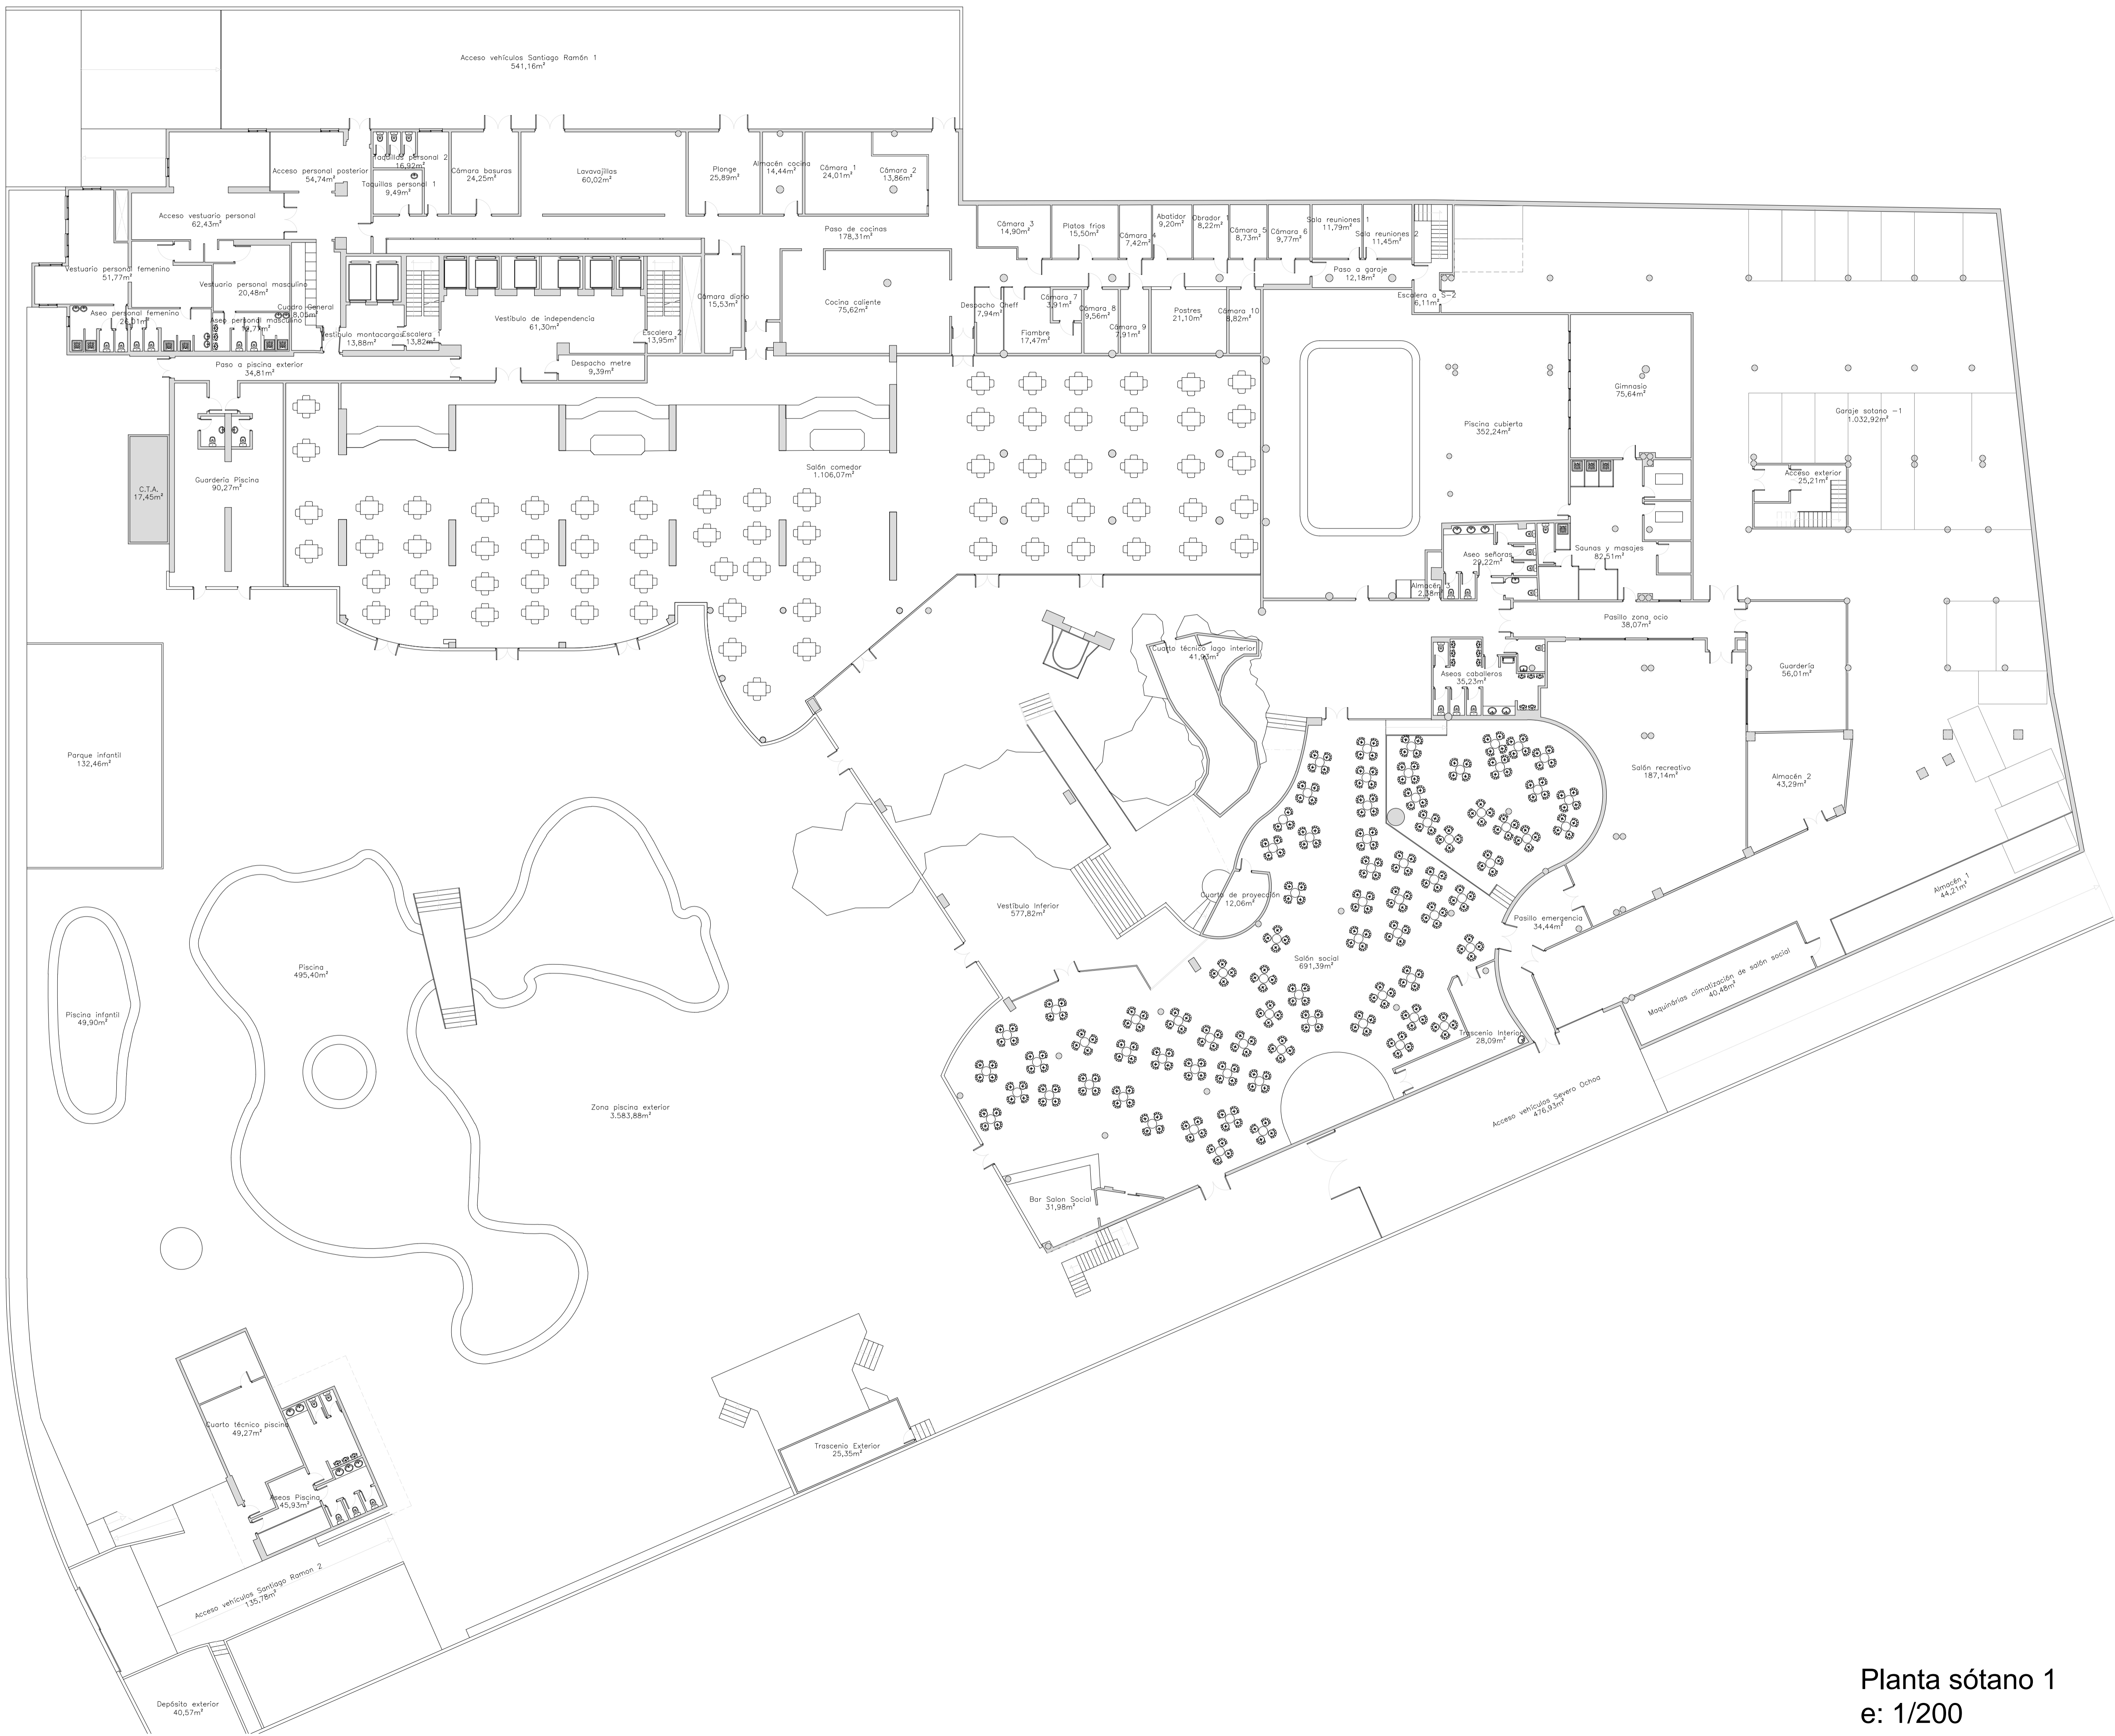 Acceso vehículos Santiago Ramón 1
541,16m²
Acceso personal posterior
54,74m²
Taquillas personal 2
16,92m²
Taquillas personal 1
9,49m²
Cámara basuras
24,25m²
Lavavajillas
60,02m²
Plonge
25,89m²
Almacén cocina
14,44m²
Cámara 1
24,01m²
Cámara 2
13,86m²
Acceso vestuario personal
62,43m²
Paso de cocinas
178,31m²
Cámara 3
14,90m²
Platos frios
15,50m²
Cámara 4
7,42m²
Abatidor
9,20m²
Obrador 1
8,22m²
Cámara 5
8,73m²
Cámara 6
9,77m²
Sala reuniones 1
11,79m²
Sala reuniones 2
11,45m²
Vestuario personal femenino
51,77m²
Vestuario personal masculino
20,48m²
Cuadro General
Aseo personal femenino
Aseo personal masculino
Vestíbulo montacargas
13,88m²
Escalera 1
13,82m²
Vestíbulo de independencia
61,30m²
Escalera 2
13,95m²
Cámara diario
15,53m²
Cocina caliente
75,62m²
Despacho Cheff
7,94m²
Cámara 7
3,91m²
Fiambre
17,47m²
Cámara 8
9,56m²
Cámara 9
7,91m²
Postres
21,10m²
Cámara 10
8,82m²
Paso a garaje
12,18m²
Escalera a S-2
6,11m²
Paso a piscina exterior
34,81m²
Despacho metre
9,39m²
Gimnasio
75,64m²
Garaje sotano -1
1.032,92m²
Piscina cubierta
352,24m²
Salón comedor
1.106,07m²
Guardería Piscina
90,27m²
C.T.A.
17,45m²
Acceso exterior
25,21m²
Aseo señoras
29,22m²
Saunas y masajes
82,51m²
Almacén 3
2,38m²
Pasillo zona ocio
38,07m²
Cuarto técnico lago interior
41,93m²
Aseos caballeros
35,23m²
Guardería
56,01m²
Parque infantil
132,46m²
Salón recreativo
187,14m²
Almacén 2
43,29m²
Cuarto de proyección
12,06m²
Vestíbulo Inferior
577,82m²
Pasillo emergencia
34,44m²
Almacén 1
44,21m²
Salón social
691,39m²
Piscina
495,40m²
Maquinárias climatización de salón social
40,48m²
Piscina infantil
49,90m²
Trascenio Interior
28,09m²
Zona piscina exterior
3.583,88m²
Acceso vehículos Severo Ochoa
476,93m²
Bar Salon Social
31,98m²
Cuarto técnico piscina
49,27m²
Trascenio Exterior
25,35m²
Aseos Piscina
45,93m²
Acceso vehículos Santiago Ramon 2
135,78m²
Depósito exterior
40,57m²
Planta sótano 1
e: 1/200